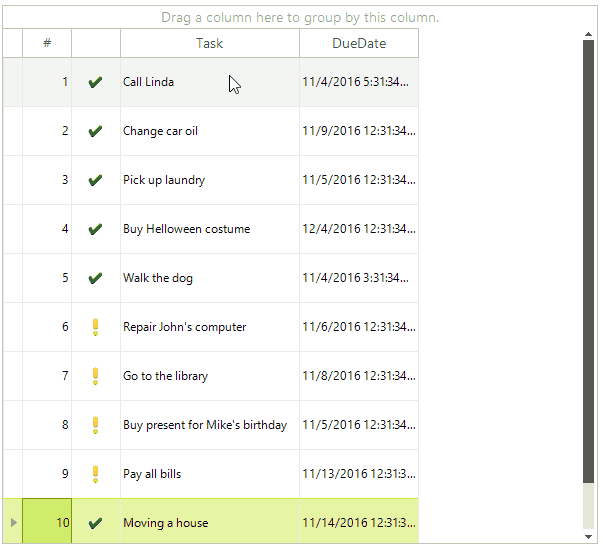 Drag a column here to group by this column.
# Task DueDate
1 Call Linda 11/4/2016 5:31:34...
2 Change car oil 11/9/2016 12:31:34...
3 Pick up laundry 11/5/2016 12:31:34...
4 Buy Helloween costume 12/4/2016 12:31:34...
5 Walk the dog 11/4/2016 3:31:34...
6 Repair John's computer 11/6/2016 12:31:34...
7 Go to the library 11/8/2016 12:31:34...
8 Buy present for Mike's birthday 11/5/2016 12:31:34...
9 Pay all bills 11/13/2016 12:31:3...
10 Moving a house 11/14/2016 12:31:3...